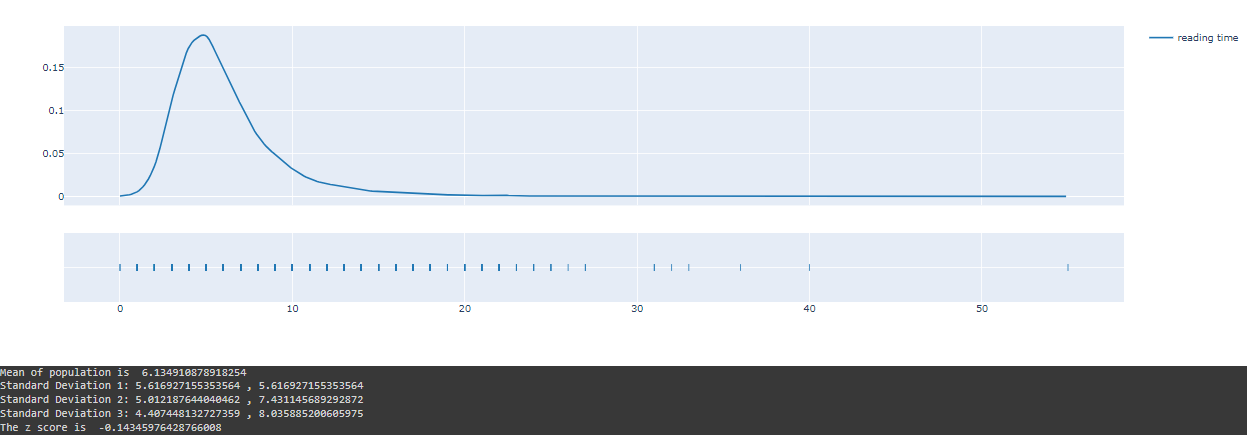 reading time
0.15
0.1
0.05
0
0 10 20 30 40 50
Mean of population is  6.134910878918254
Standard Deviation 1: 5.616927155353564 , 5.616927155353564
Standard Deviation 2: 5.012187644040462 , 7.431145689292872
Standard Deviation 3: 4.407448132727359 , 8.035885200605975
The z score is  -0.14345976428766008